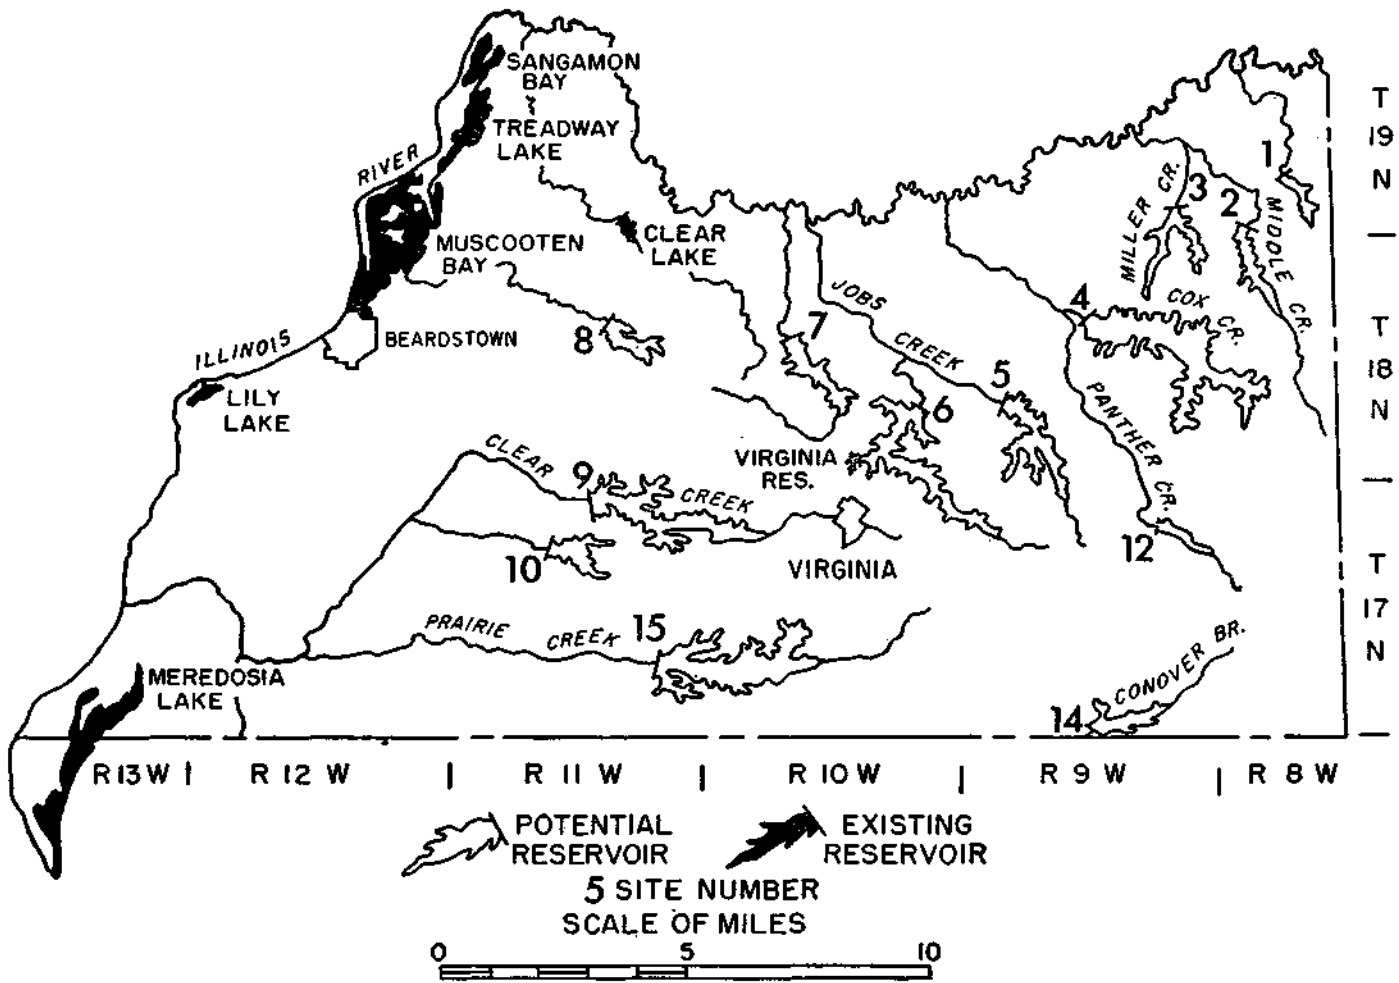 SANGAMON
BAY
TREADWAY
LAKE
RIVER
MUSCOOTEN
BAY
CLEAR
LAKE
BEARDSTOWN
ILLINOIS
LILY
LAKE
JOBS
CREEK
MILLER CR.
MIDDLE CR.
COX CR.
PANTHER CR.
1
2
3
4
5
6
7
8
VIRGINIA
RES.
CLEAR
CREEK
9
10
12
VIRGINIA
PRAIRIE
CREEK
15
MEREDOSIA
LAKE
CONOVER BR.
14
T
19
N
T
18
N
T
17
N
R 13 W
R 12 W
R 11 W
R 10 W
R 9 W
R 8 W
POTENTIAL
RESERVOIR
EXISTING
RESERVOIR
5 SITE NUMBER
SCALE OF MILES
0 5 10